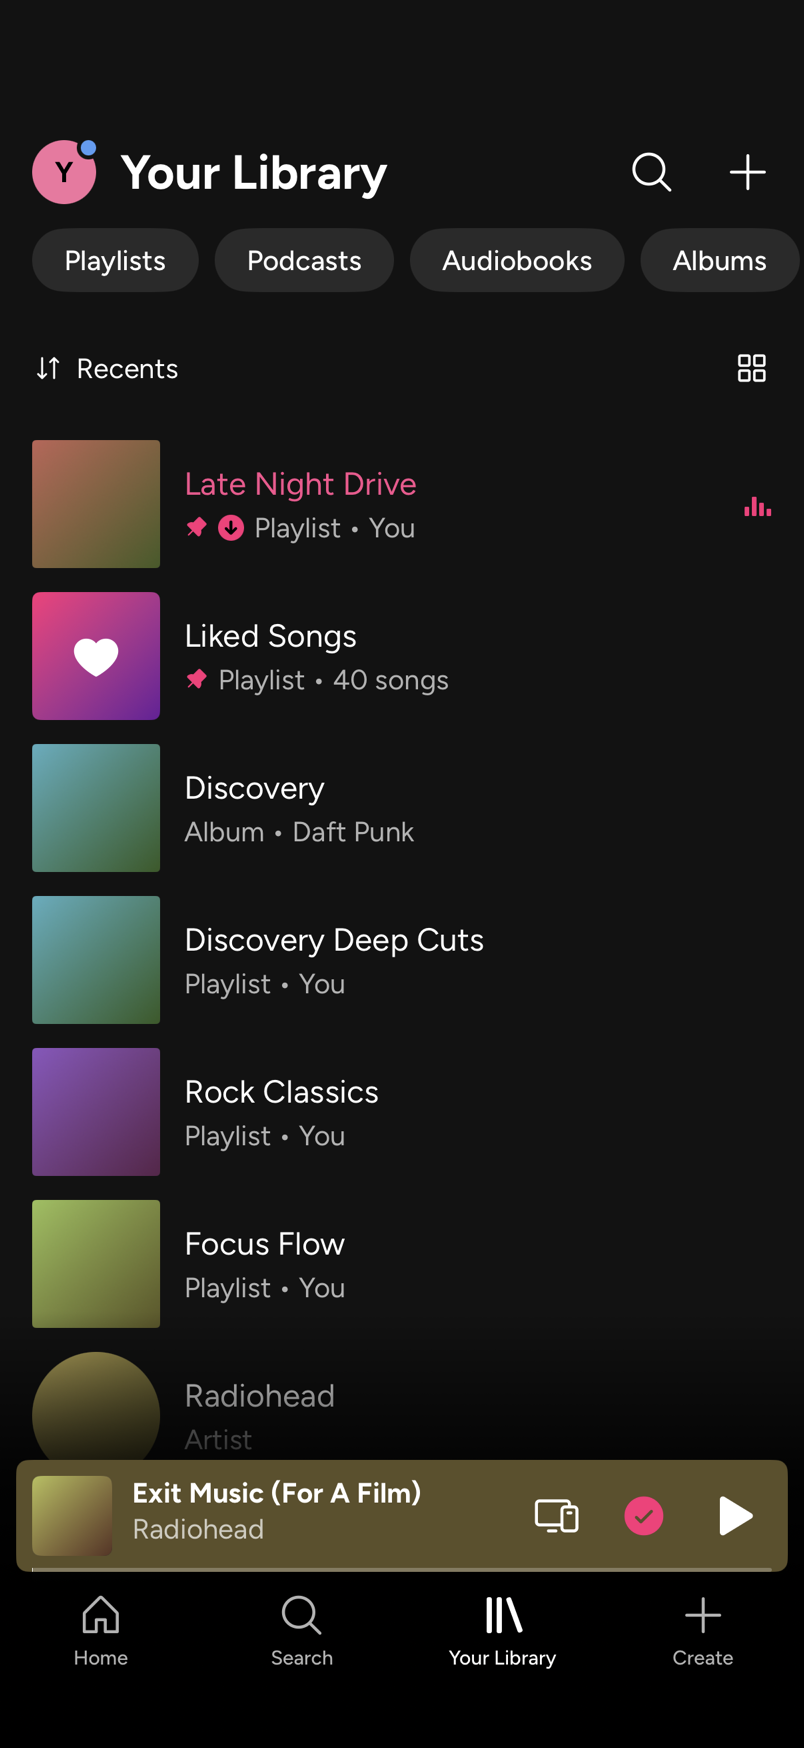 Y
Your Library
Playlists
Podcasts
Audiobooks
Albums
Recents
Late Night Drive
Playlist • You
Liked Songs
Playlist • 40 songs
Discovery
Album • Daft Punk
Discovery Deep Cuts
Playlist • You
Rock Classics
Playlist • You
Focus Flow
Playlist • You
Radiohead
Artist
Exit Music (For A Film)
Radiohead
Home
Search
Your Library
Create